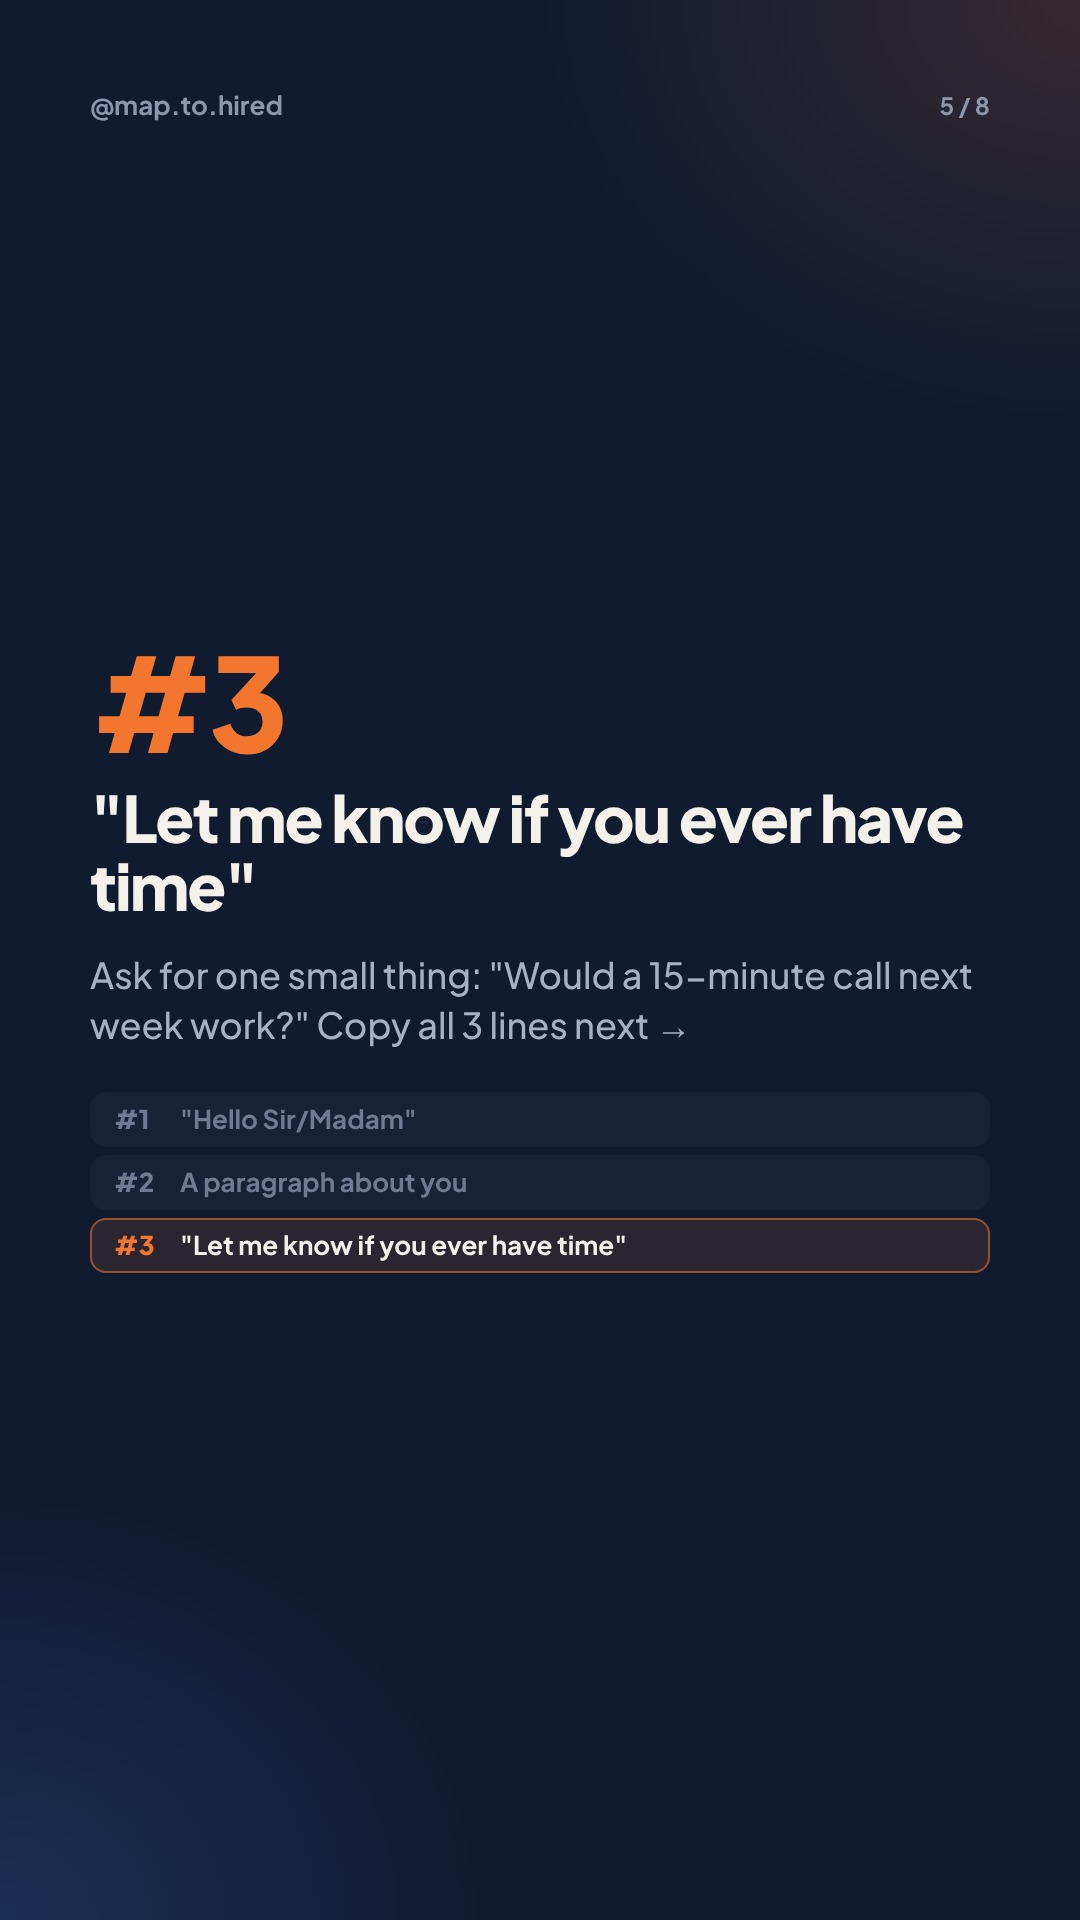 @map.to.hired
5 / 8
#3
"Let me know if you ever have
time"
Ask for one small thing: "Would a 15–minute call next
week work?" Copy all 3 lines next →
#1 "Hello Sir/Madam"
#2 A paragraph about you
#3 "Let me know if you ever have time"